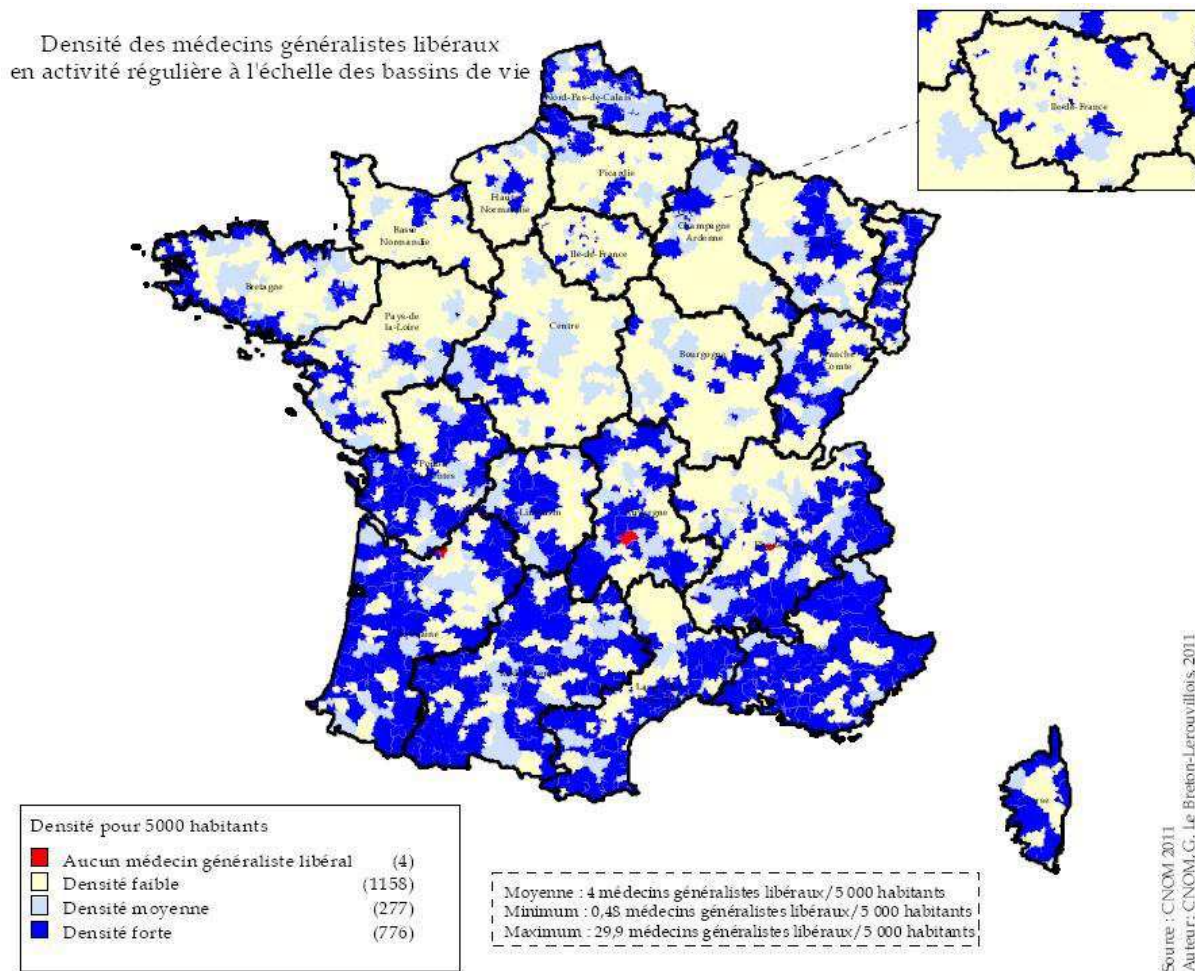 Densité des médecins généralistes libéraux
en activité régulière à l'échelle des bassins de vie
Ile-de-France
Nord-Pas-de-Calais
Picardie
Haute
Normandie
Basse
Normandie
Champagne
Ardenne
Ile-de-France
Bretagne
Pays-de
la-Loire
Centre
Bourgogne
Franche
Comte
Limousin
Densité pour 5000 habitants
Aucun médecin généraliste libéral (4)
Densité faible (1158)
Densité moyenne (277)
Densité forte (776)
Moyenne : 4 médecins généralistes libéraux/5 000 habitants
Minimum : 0,48 médecins généralistes libéraux/5 000 habitants
Maximum : 29,9 médecins généralistes libéraux/5 000 habitants
Source : CNOM 2011
Auteur : CNOM, G. Le Breton-Lerouvillois, 2011